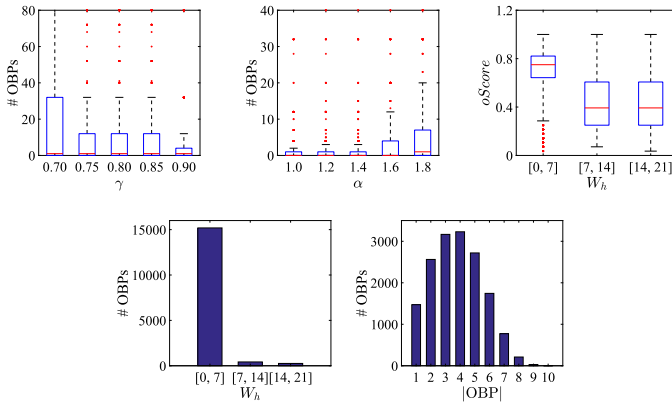 # OBPs
80
60
40
20
0
0.70 0.75 0.80 0.85 0.90
γ
# OBPs
40
20
0
1.0 1.2 1.4 1.6 1.8
α
oScore
1.2
0.8
0.4
0
[0, 7] [7, 14] [14, 21]
W_h
# OBPs
15000
10000
5000
0
[0, 7] [7, 14] [14, 21]
W_h
# OBPs
3000
2000
1000
0
1 2 3 4 5 6 7 8 9 10
|OBP|